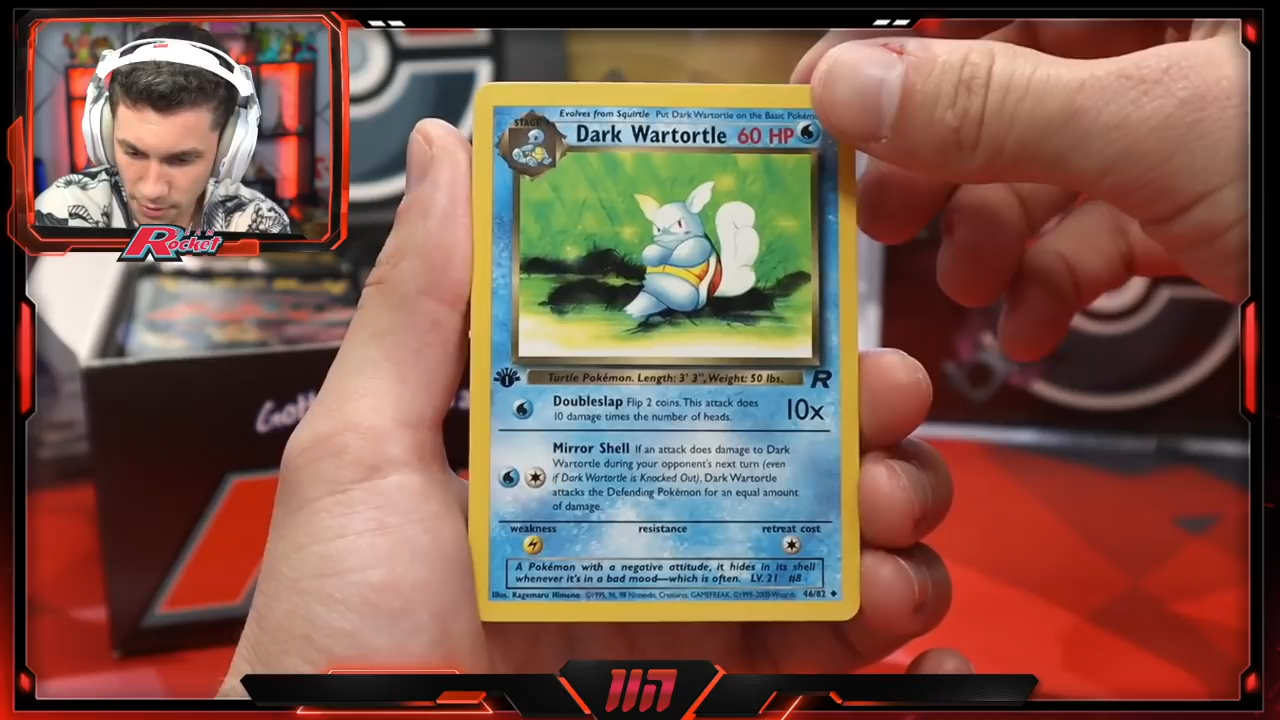 TEAM
Rocket
Evolves from Squirtle Put Dark Wartortle on the Basic Pokém
STAGE
Dark Wartortle 60 HP
EDITION
1
Turtle Pokémon. Length: 3' 3", Weight: 50 lbs.
R
Doubleslap Flip 2 coins. This attack does
10 damage times the number of heads.
10x
Mirror Shell If an attack does damage to Dark
Wartortle during your opponent's next turn (even
if Dark Wartortle is Knocked Out), Dark Wartortle
attacks the Defending Pokémon for an equal amount
of damage.
weakness resistance retreat cost
A Pokémon with a negative attitude, it hides in its shell
whenever it's in a bad mood—which is often. LV. 21 #8
Illus. Kagemaru Himeno ©1995, 96, 98 Nintendo, Creatures, GAMEFREAK. ©1995-2000 Wizards. 46/82
Gott